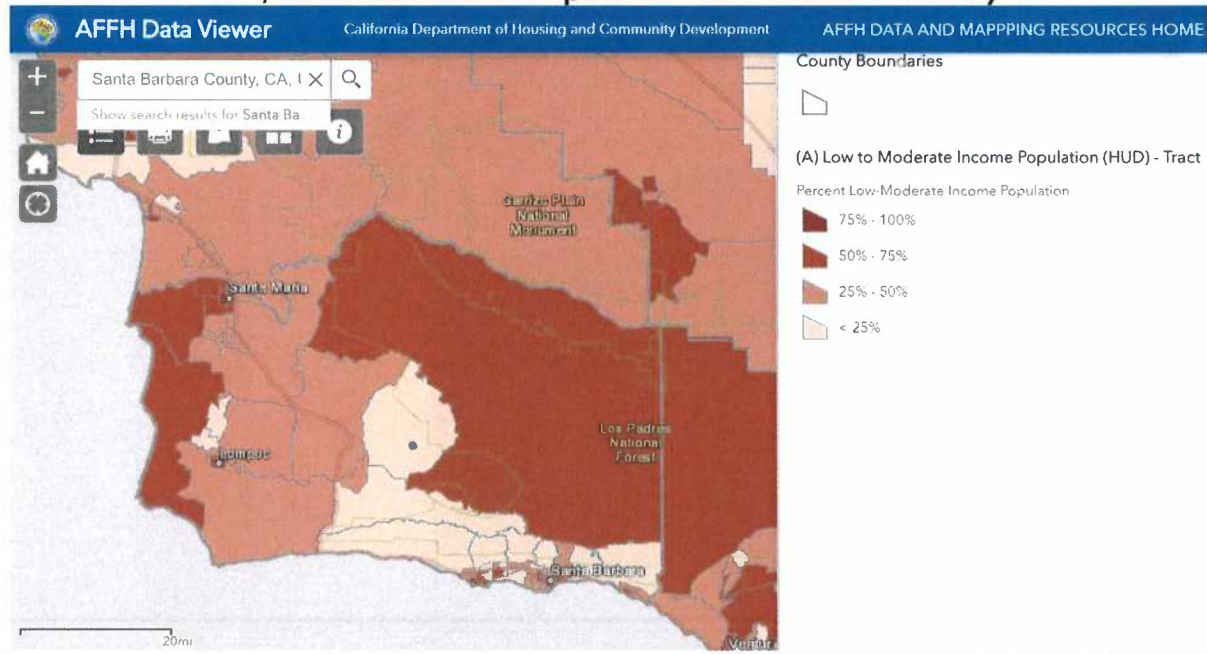 AFFH Data Viewer
California Department of Housing and Community Development
AFFH DATA AND MAPPPING RESOURCES HOME
Santa Barbara County, CA, U
Show search results for Santa Ba...
County Boundaries
(A) Low to Moderate Income Population (HUD) - Tract
Percent Low-Moderate Income Population
75% - 100%
50% - 75%
25% - 50%
< 25%
Carrizo Plain
National
Monument
Santa Maria
Los Padres
National
Forest
Lompoc
Santa Barbara
20mi